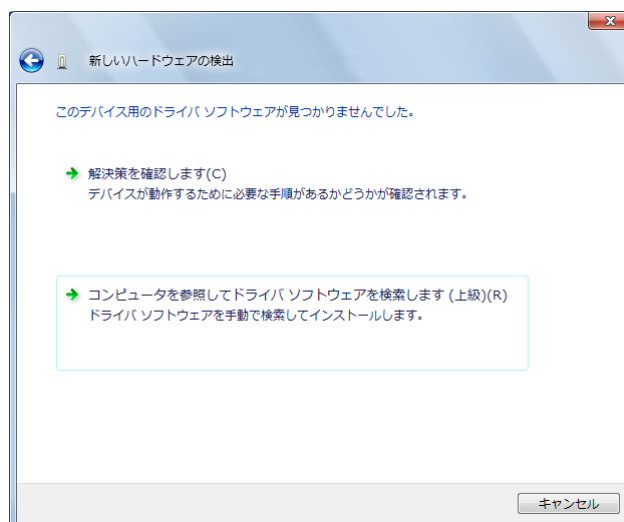 新しいハードウェアの検出
このデバイス用のドライバ ソフトウェアが見つかりませんでした。
解決策を確認します(C)
デバイスが動作するために必要な手順があるかどうかが確認されます。
コンピュータを参照してドライバ ソフトウェアを検索します (上級)(R)
ドライバ ソフトウェアを手動で検索してインストールします。
キャンセル